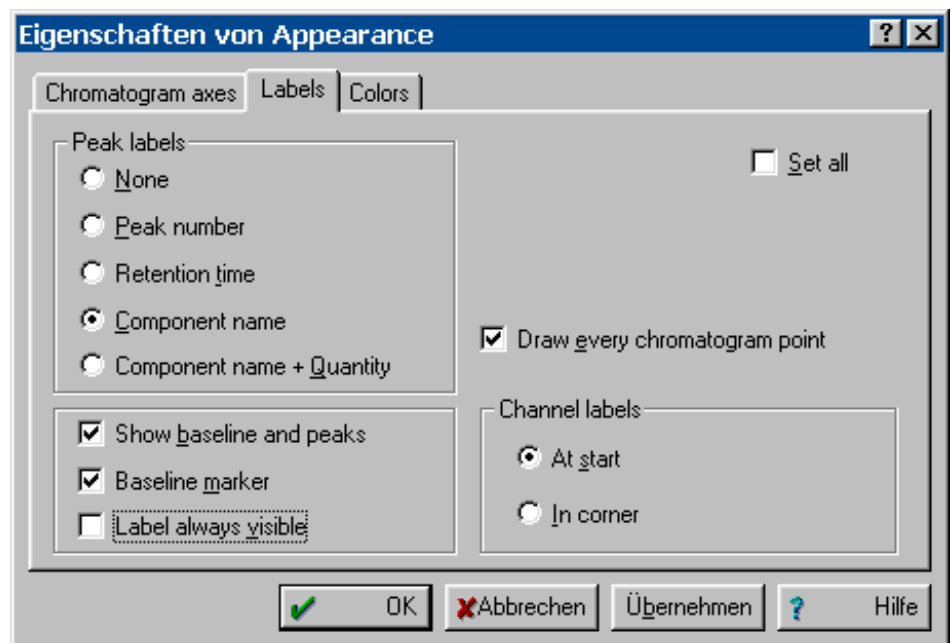 Eigenschaften von Appearance
Chromatogram axes
Labels
Colors
Peak labels
None
Peak number
Retention time
Component name
Component name + Quantity
Set all
Draw every chromatogram point
Show baseline and peaks
Baseline marker
Label always visible
Channel labels
At start
In corner
OK
Abbrechen
Übernehmen
? Hilfe